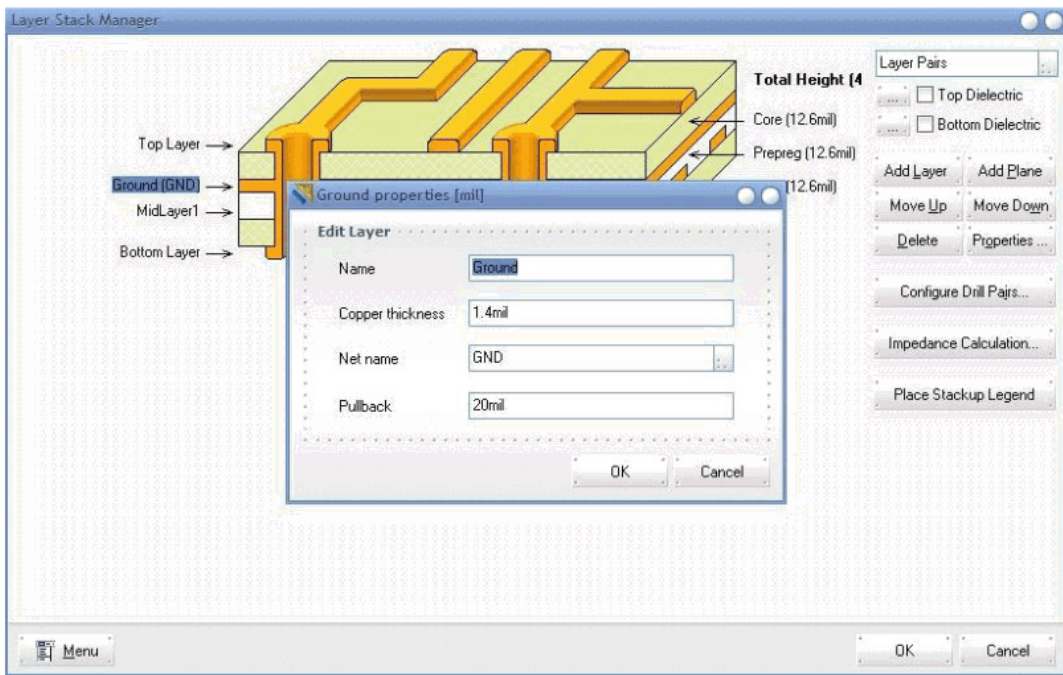 Layer Stack Manager
Total Height (4
Core (12.6mil)
Prepreg (12.6mil)
(12.6mil)
Top Layer
Ground (GND)
MidLayer1
Bottom Layer
Layer Pairs
... Top Dielectric
... Bottom Dielectric
Add Layer Add Plane
Move Up Move Down
Delete Properties ...
Configure Drill Pairs...
Impedance Calculation...
Place Stackup Legend
Ground properties [mil]
Edit Layer
Name Ground
Copper thickness 1.4mil
Net name GND
Pullback 20mil
OK Cancel
Menu OK Cancel